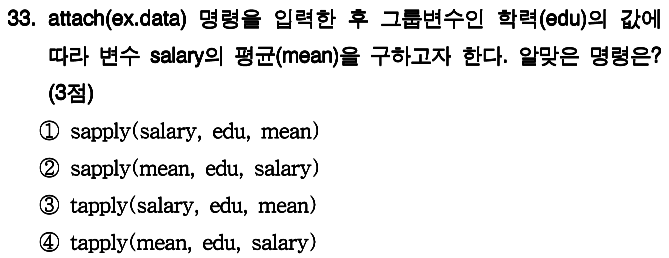 33. attach(ex.data) 명령을 입력한 후 그룹변수인 학력(edu)의 값에
따라 변수 salary의 평균(mean)을 구하고자 한다. 알맞은 명령은?
(3점)
① sapply(salary, edu, mean)
② sapply(mean, edu, salary)
③ tapply(salary, edu, mean)
④ tapply(mean, edu, salary)